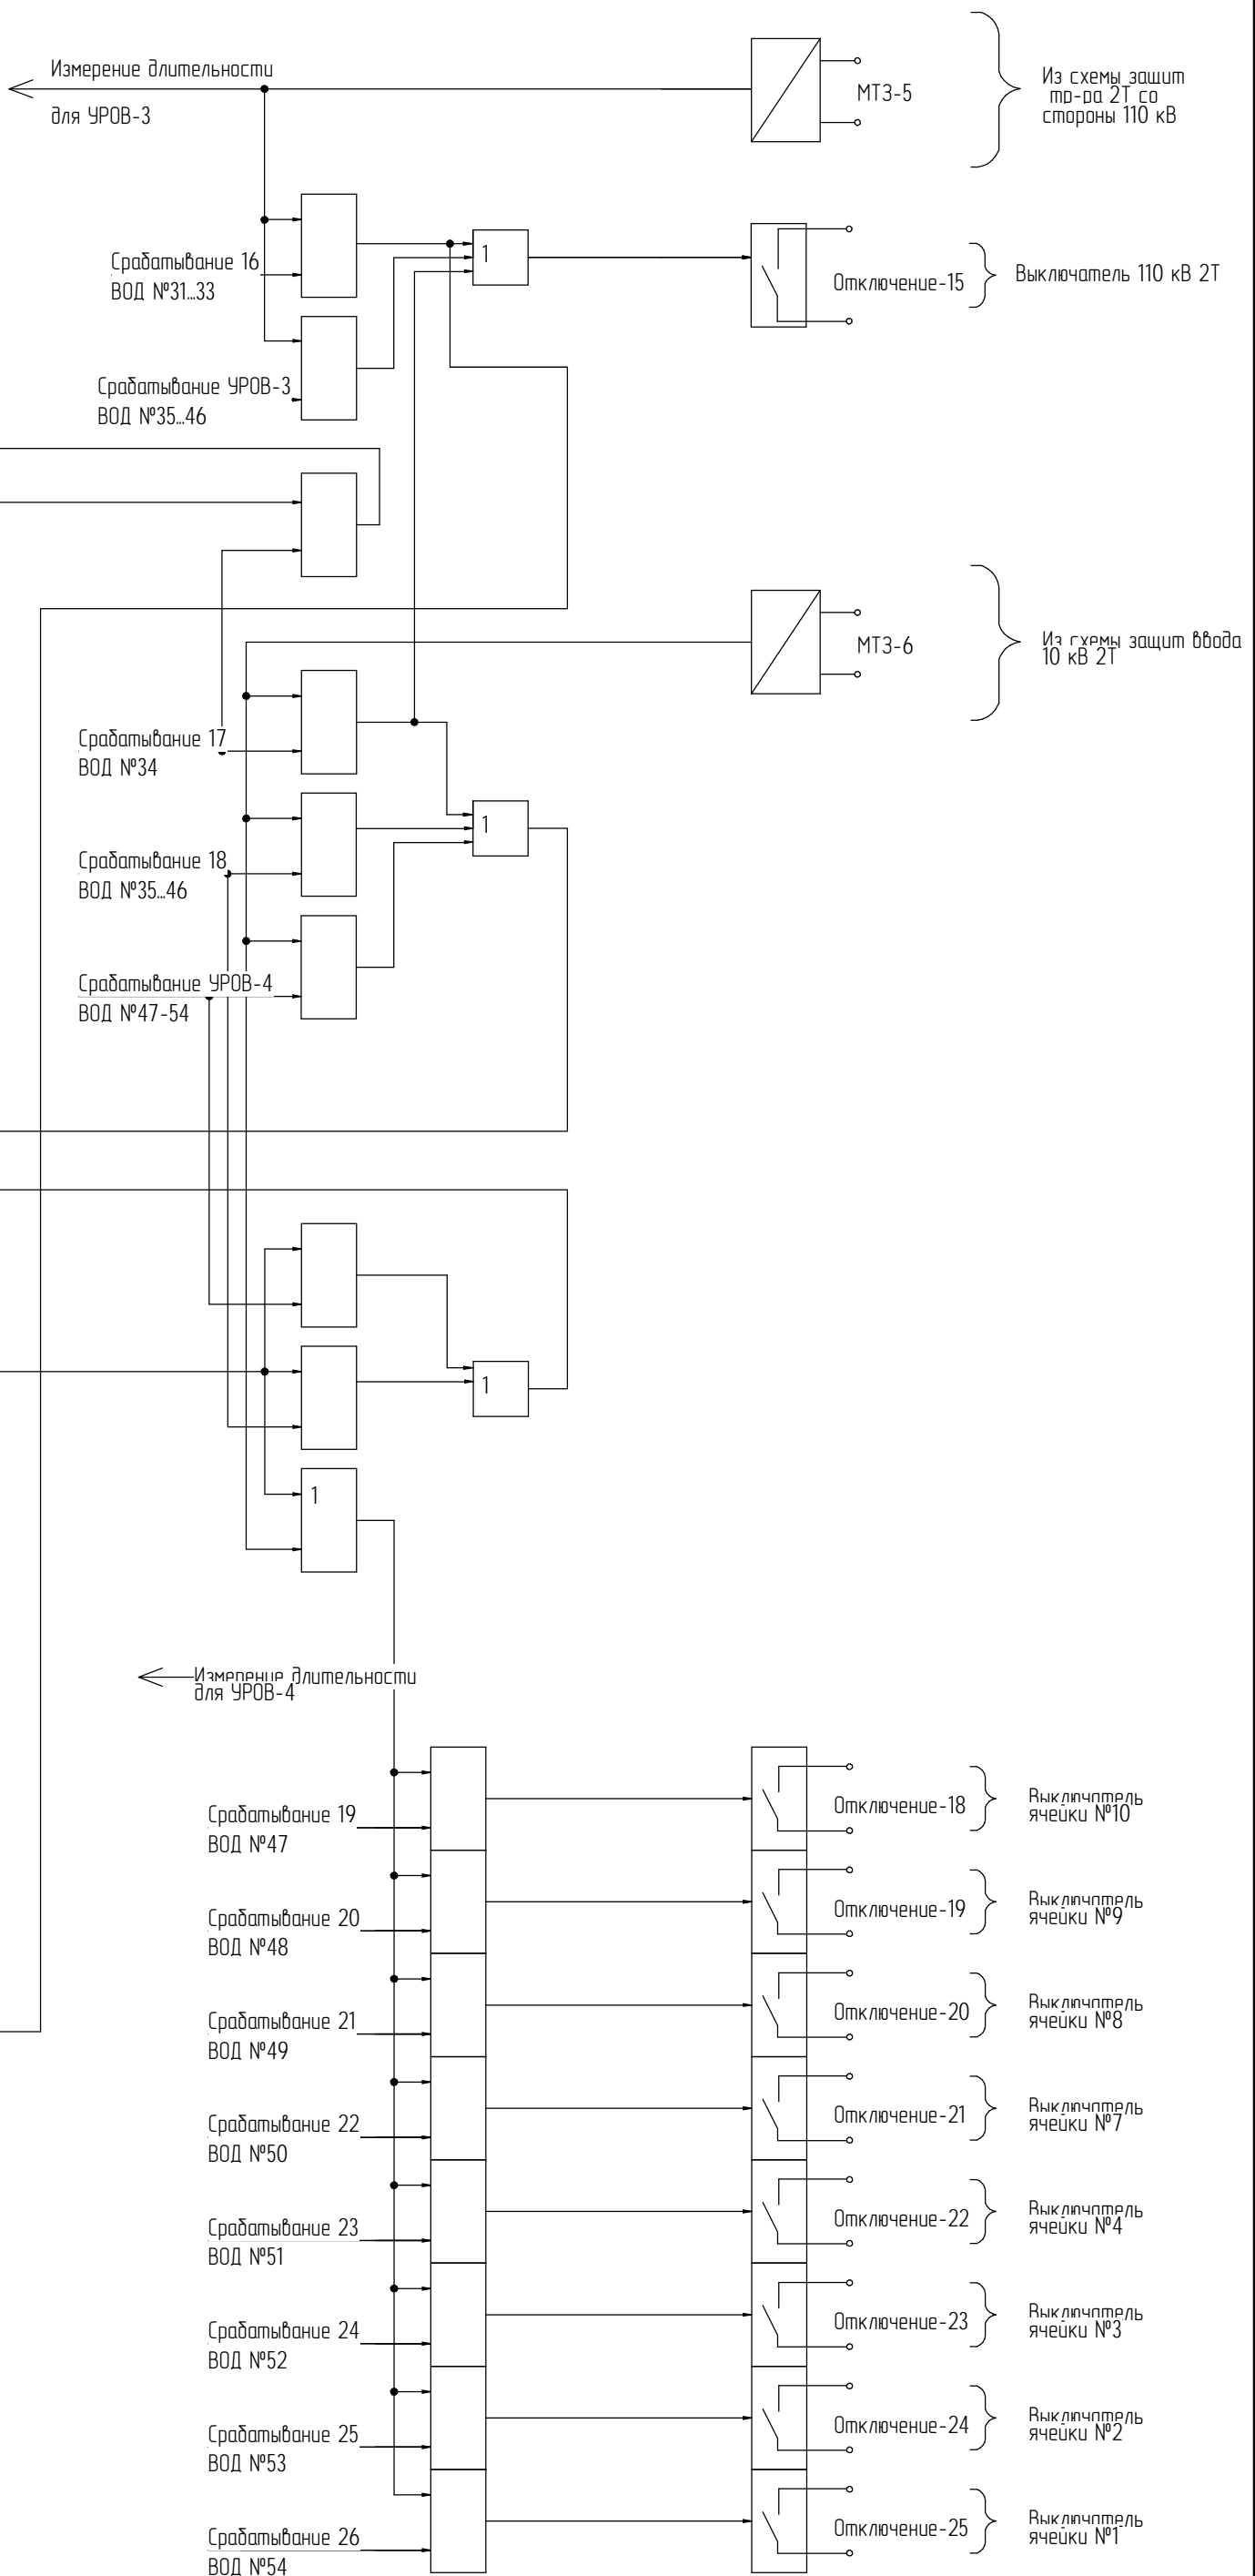 Измерение длительности
для УРОВ-3
МТЗ-5
Из схемы защит
тр-ра 2Т со
стороны 110 кВ
Срабатывание 16
ВОД №31...33
1
Отключение-15
Выключатель 110 кВ 2Т
Срабатывание УРОВ-3
ВОД №35...46
МТЗ-6
Из схемы защит ввода
10 кВ 2Т
Срабатывание 17
ВОД №34
1
Срабатывание 18
ВОД №35...46
Срабатывание УРОВ-4
ВОД №47-54
1
1
Измерение длительности
для УРОВ-4
Срабатывание 19
ВОД №47
Отключение-18
Выключатель
ячейки №10
Срабатывание 20
ВОД №48
Отключение-19
Выключатель
ячейки №9
Срабатывание 21
ВОД №49
Отключение-20
Выключатель
ячейки №8
Срабатывание 22
ВОД №50
Отключение-21
Выключатель
ячейки №7
Срабатывание 23
ВОД №51
Отключение-22
Выключатель
ячейки №4
Срабатывание 24
ВОД №52
Отключение-23
Выключатель
ячейки №3
Срабатывание 25
ВОД №53
Отключение-24
Выключатель
ячейки №2
Срабатывание 26
ВОД №54
Отключение-25
Выключатель
ячейки №1